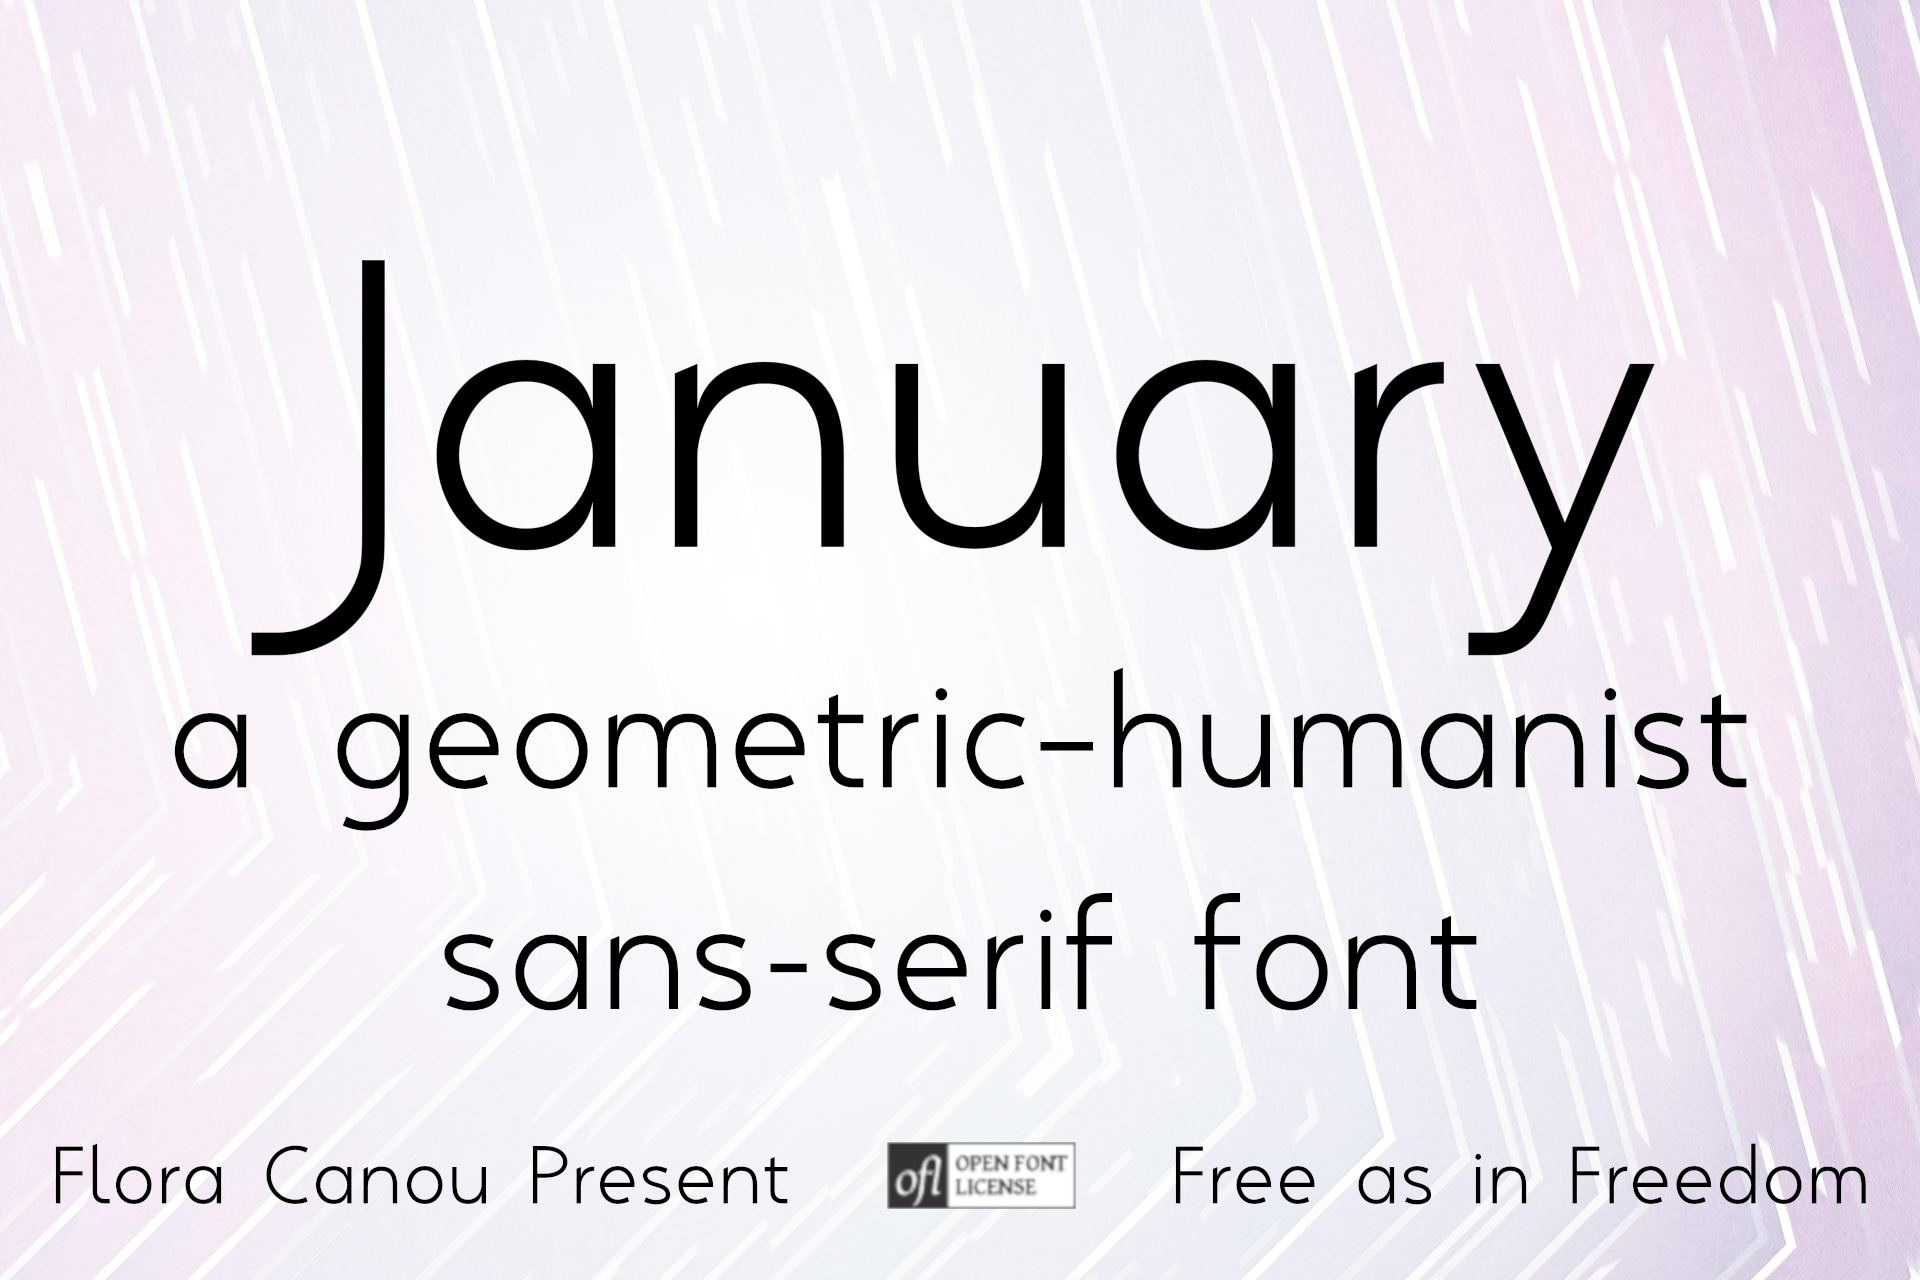 January
a geometric-humanist
sans-serif font
Flora Canou Present
ofl OPEN FONT
LICENSE
Free as in Freedom